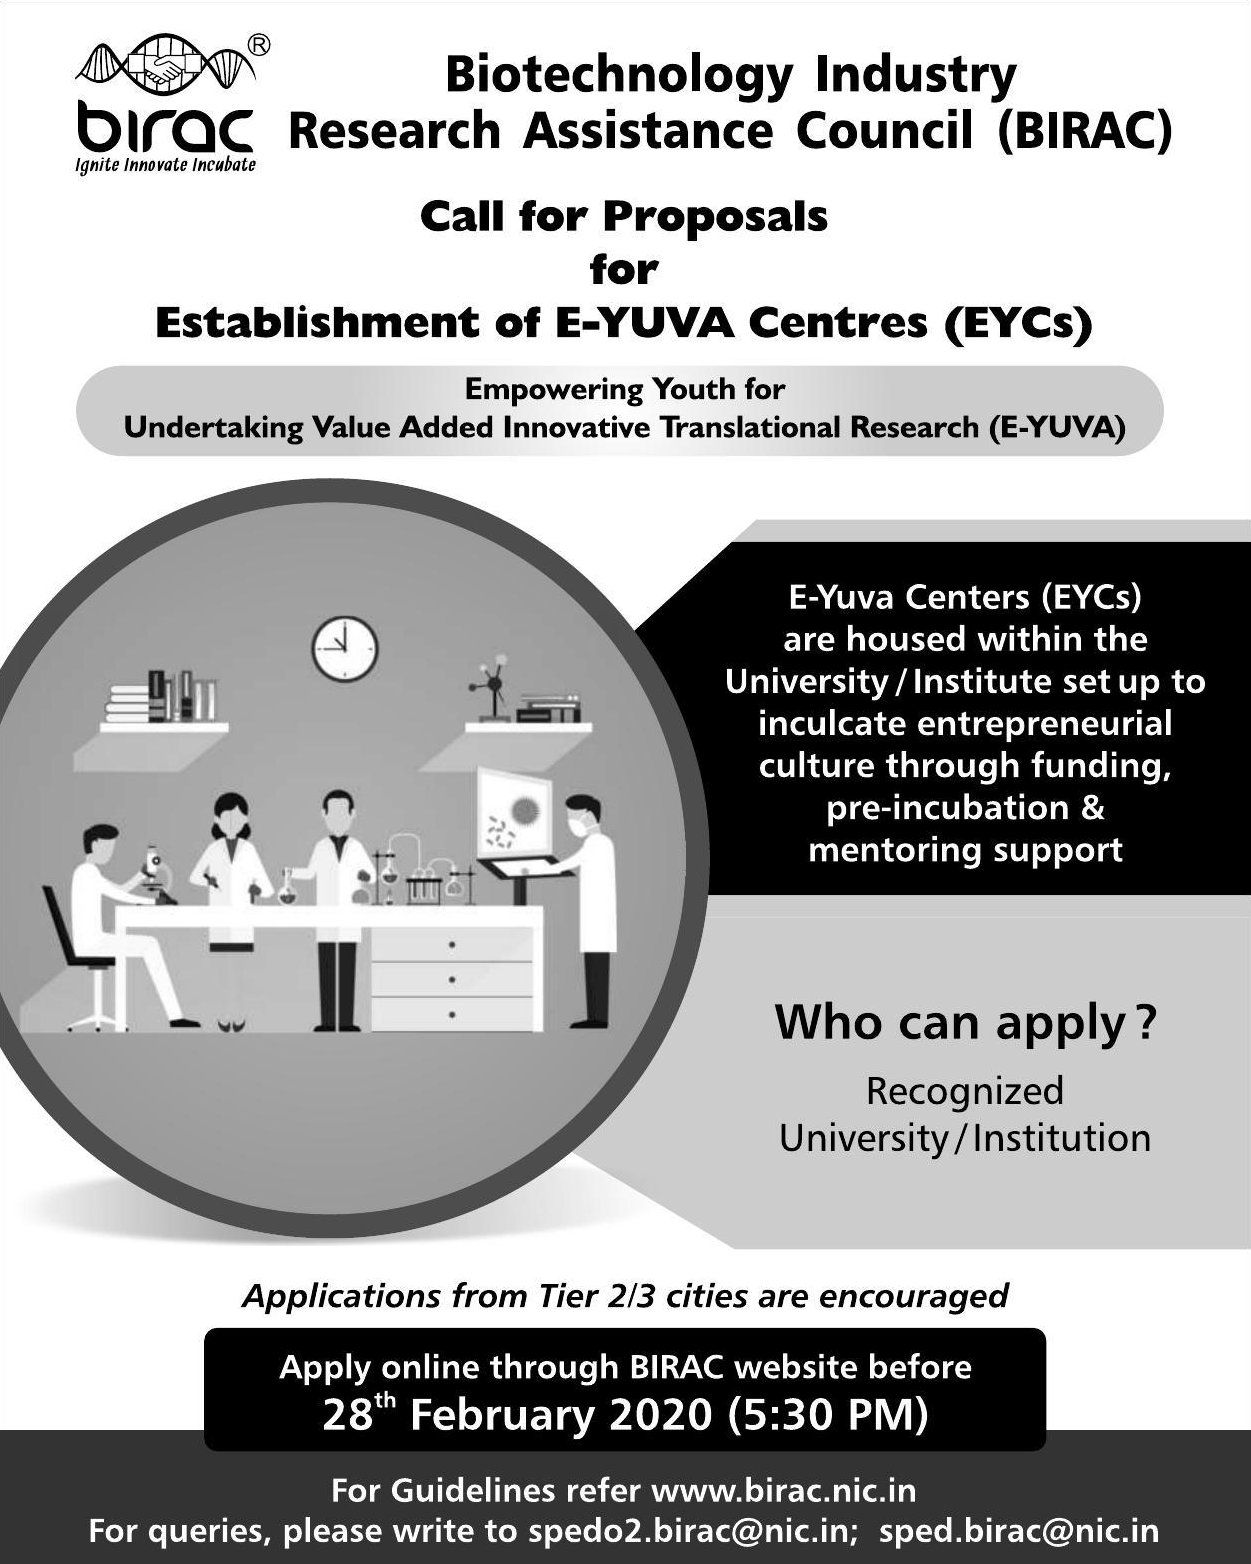 ®
birac
Ignite Innovate Incubate
Biotechnology Industry
Research Assistance Council (BIRAC)
Call for Proposals
for
Establishment of E-YUVA Centres (EYCs)
Empowering Youth for
Undertaking Value Added Innovative Translational Research (E-YUVA)
E-Yuva Centers (EYCs)
are housed within the
University / Institute set up to
inculcate entrepreneurial
culture through funding,
pre-incubation &
mentoring support
Who can apply ?
Recognized
University / Institution
Applications from Tier 2/3 cities are encouraged
Apply online through BIRAC website before
28th February 2020 (5:30 PM)
For Guidelines refer www.birac.nic.in
For queries, please write to spedo2.birac@nic.in; sped.birac@nic.in